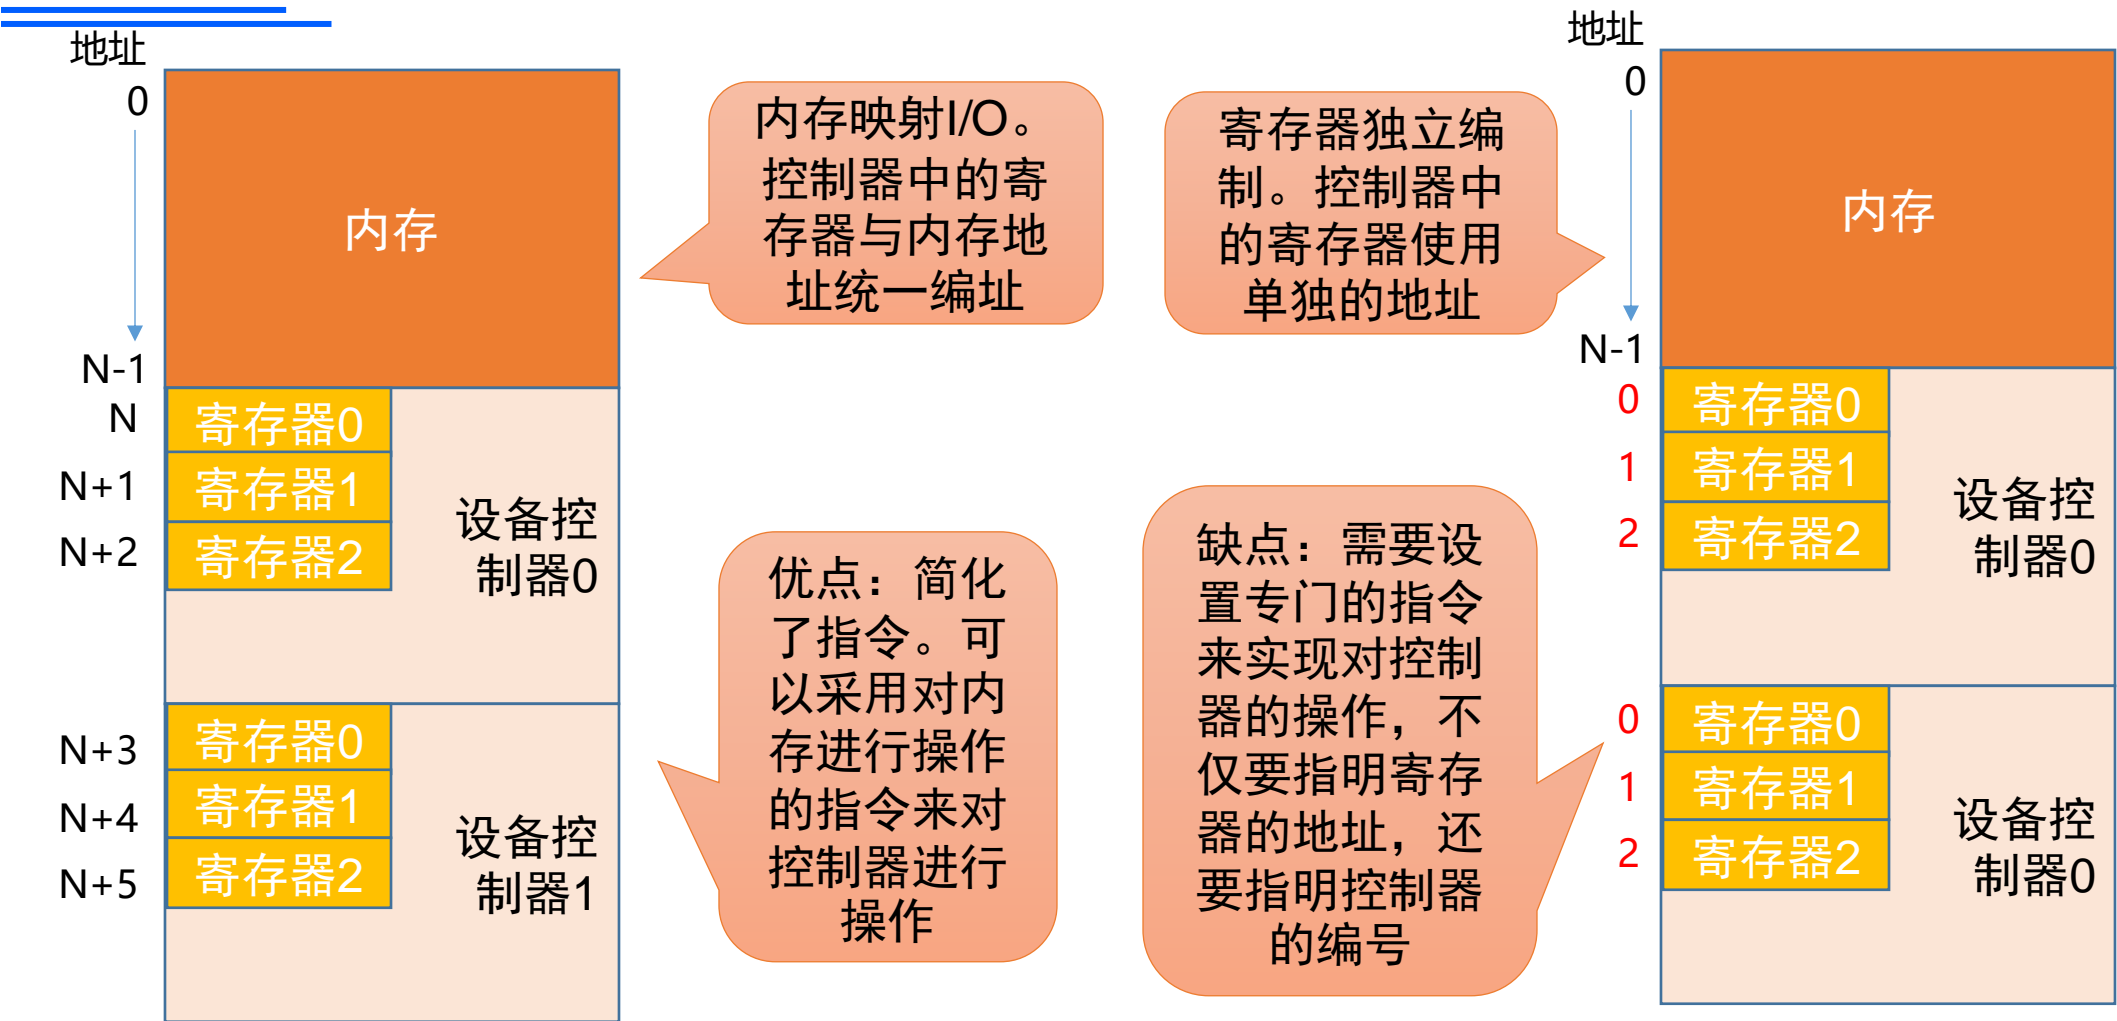 地址
0
N-1
N
N+1
N+2
N+3
N+4
N+5
内存
寄存器0
寄存器1
寄存器2
设备控
制器0
寄存器0
寄存器1
寄存器2
设备控
制器1
内存映射I/O。
控制器中的寄
存器与内存地
址统一编址
优点：简化
了指令。可
以采用对内
存进行操作
的指令来对
控制器进行
操作
寄存器独立编
制。控制器中
的寄存器使用
单独的地址
缺点：需要设
置专门的指令
来实现对控制
器的操作，不
仅要指明寄存
器的地址，还
要指明控制器
的编号
地址
0
N-1
0
1
2
0
1
2
内存
寄存器0
寄存器1
寄存器2
设备控
制器0
寄存器0
寄存器1
寄存器2
设备控
制器0